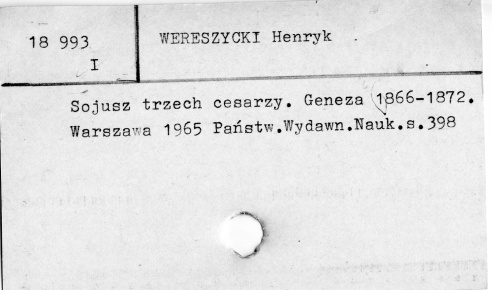 18 993
I
WERESZYCKI Henryk
Sojusz trzech cesarzy. Geneza (1866-1872.
Warszawa 1965 Państw.Wydawn.Nauk.s.398